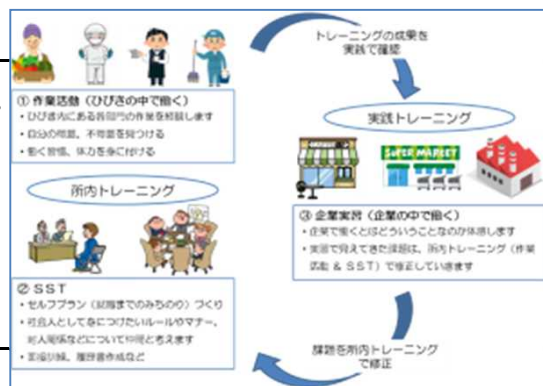 トレーニングの成果を
実践で確認
① 作業活動（ひびきの中で働く）
・ひびき内にある各部門の作業を経験します
・自分の得意、不得意を見つける
・働く習慣、体力を身に付ける
実践トレーニング
SUPER MARKET
所内トレーニング
③ 企業実習（企業の中で働く）
・企業で働くとはどういうことなのか体感します
・実習で見えてきた課題は、所内トレーニング（作業
活動 & SST）で修正していきます
② SST
・セルフプラン（就職までのみちのり）づくり
・社会人として身につけたいルールやマナー、
対人関係などについて仲間と考えます
・面接訓練、履歴書作成など
課題を所内トレーニング
で修正